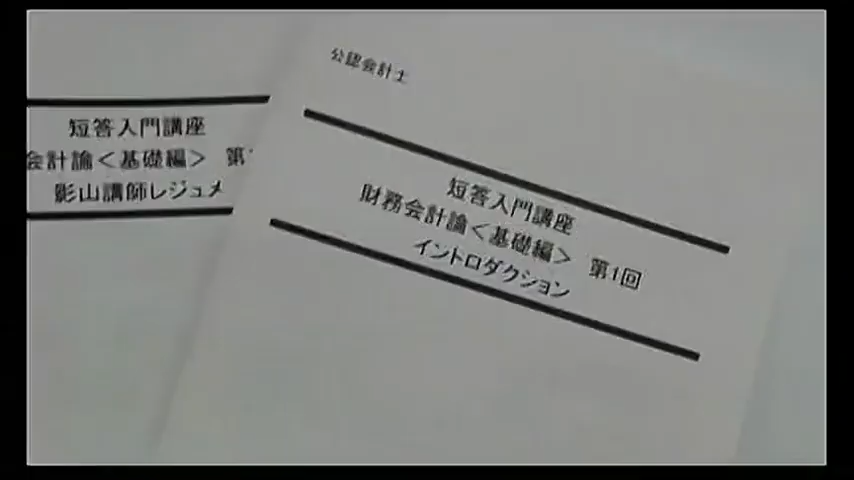 短答入門講座
会計論<基礎編> 第
影山講師レジュメ
公認会計士
短答入門講座
財務会計論<基礎編> 第1回
イントロダクション